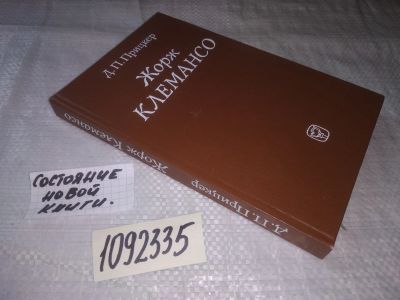 Д.П.Прицкер
Жорж
КЛЕМАНСО
Д.П.Прицкер Жорж Клемансо
СОСТОЯНИЕ
НОВОЙ
КНИГИ.
1092335